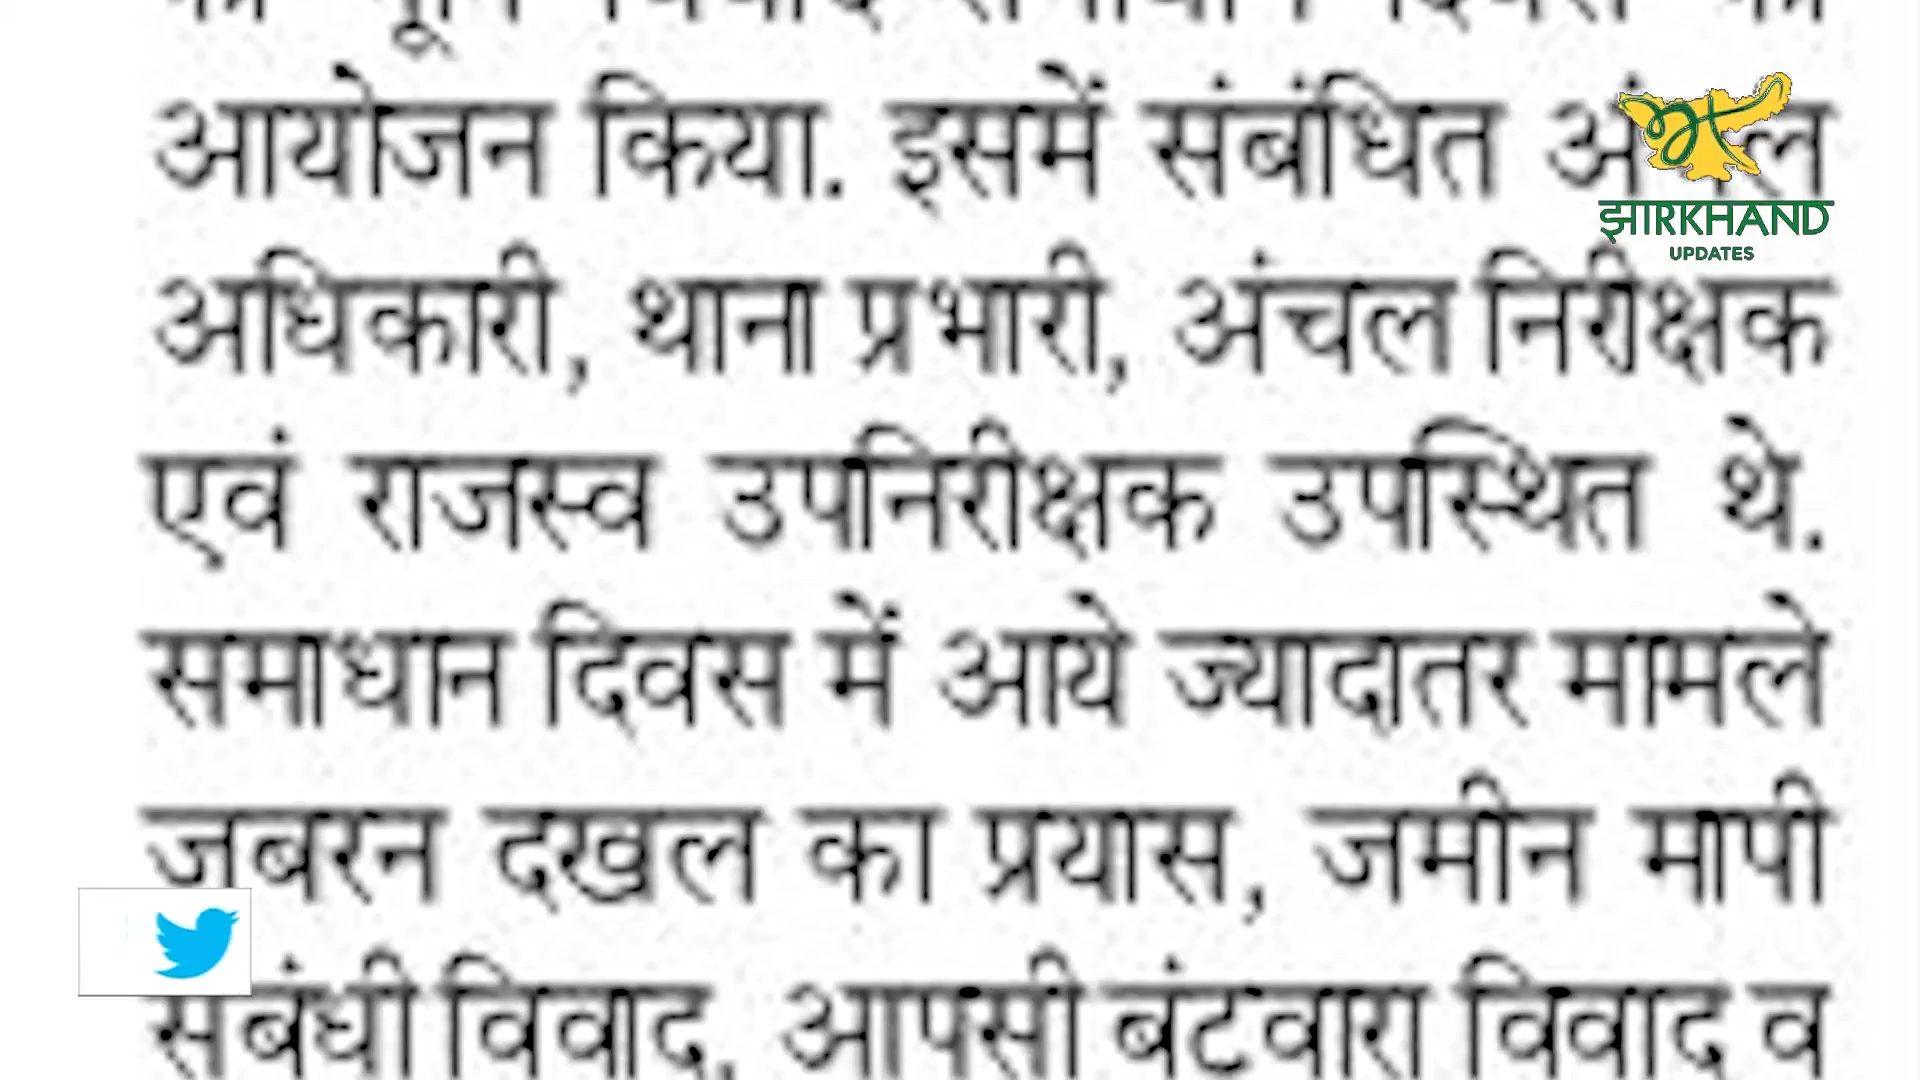 आयोजन किया. इसमें संबंधित
अधिकारी, थाना प्रभारी, अंचल निरीक्षक
एवं राजस्व उपनिरीक्षक उपस्थित थे.
समाधान दिवस में आये ज्यादातर मामले
जबरन दखल का प्रयास, जमीन मापी
संबंधी विवाद, आपसी बंटवारा विवाद व
झारKHAND
UPDATES